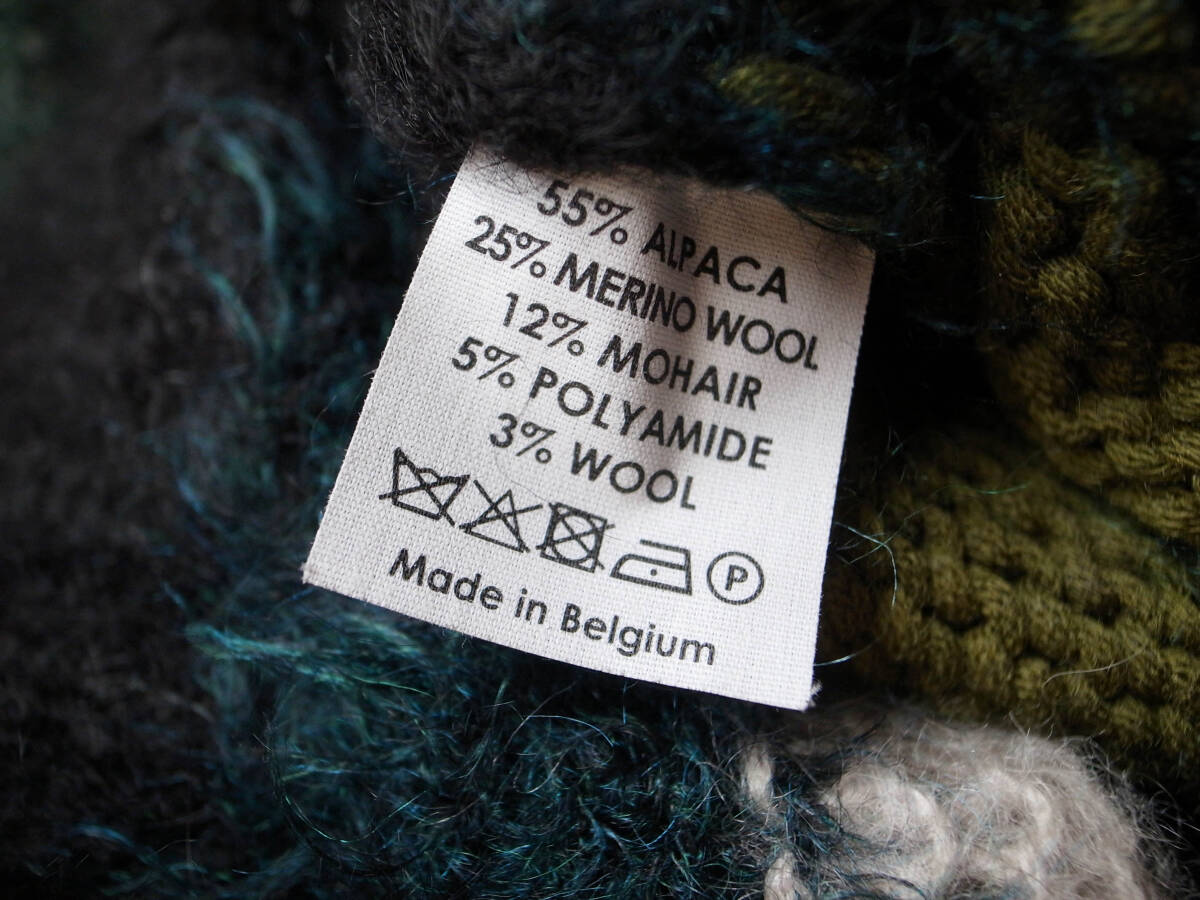 55% ALPACA
25% MERINO WOOL
12% MOHAIR
5% POLYAMIDE
3% WOOL
P
Made in Belgium